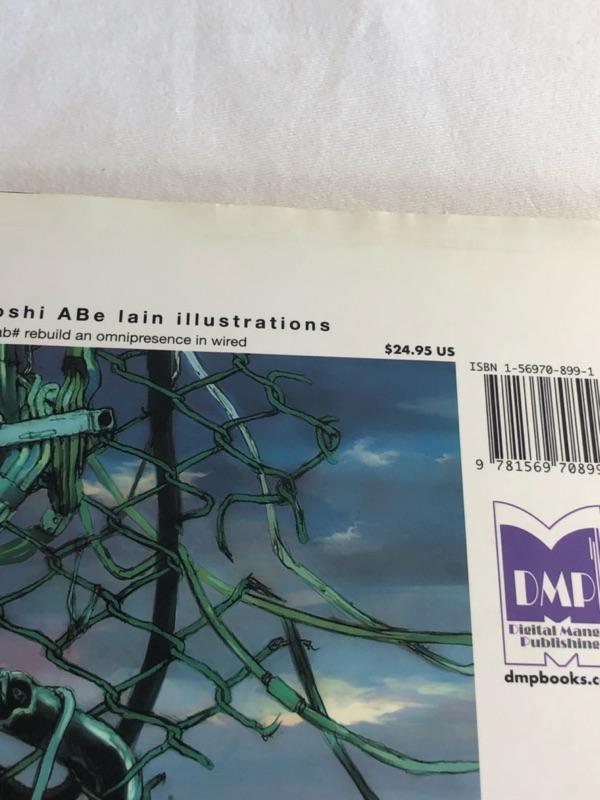 oshi ABe lain illustrations
ab# rebuild an omnipresence in wired
$24.95 US
ISBN 1-56970-899-1
9 781569 70899
DMP
Digital Mang
Publishing
dmpbooks.c